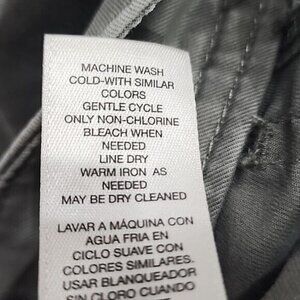 MACHINE WASH
COLD-WITH SIMILAR
COLORS
GENTLE CYCLE
ONLY NON-CHLORINE
BLEACH WHEN
NEEDED
LINE DRY
WARM IRON AS
NEEDED
MAY BE DRY CLEANED
LAVAR A MÁQUINA CON
AGUA FRIA EN
CICLO SUAVE CON
COLORES SIMILARES.
USAR BLANQUEADOR
SIN CLORO CUANDO